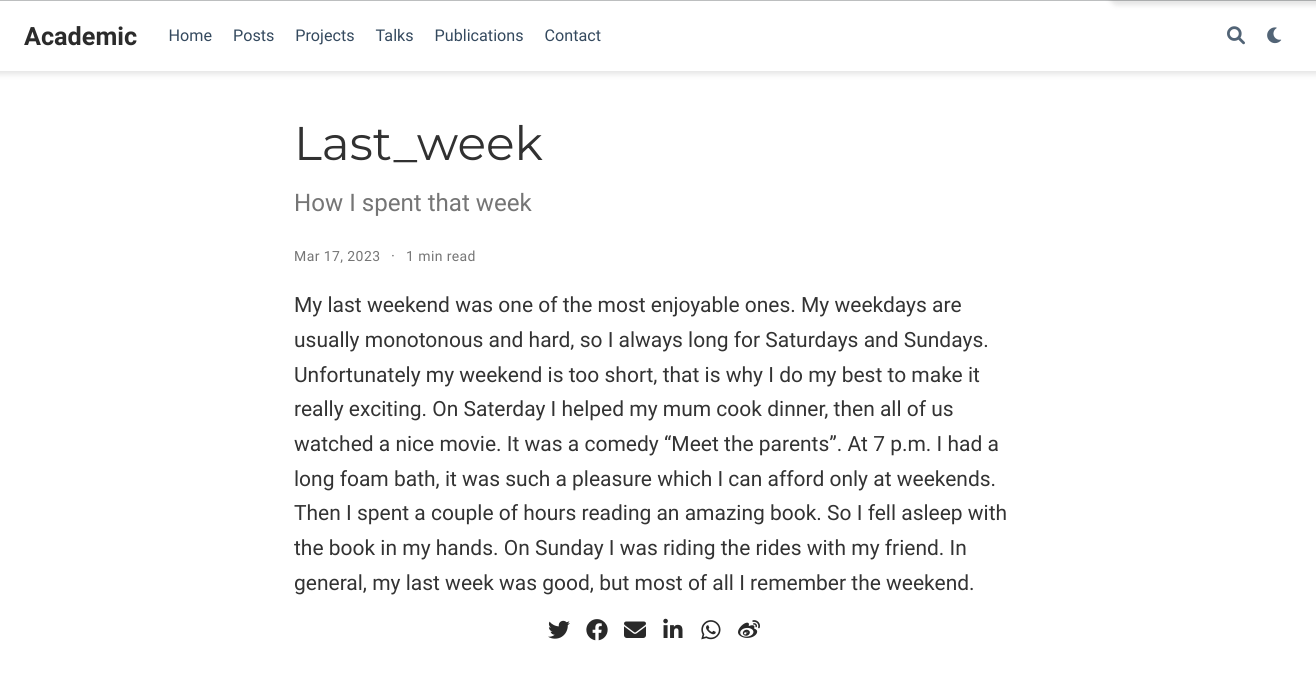 Academic Home Posts Projects Talks Publications Contact
Last_week
How I spent that week
Mar 17, 2023 · 1 min read
My last weekend was one of the most enjoyable ones. My weekdays are
usually monotonous and hard, so I always long for Saturdays and Sundays.
Unfortunately my weekend is too short, that is why I do my best to make it
really exciting. On Saterday I helped my mum cook dinner, then all of us
watched a nice movie. It was a comedy “Meet the parents”. At 7 p.m. I had a
long foam bath, it was such a pleasure which I can afford only at weekends.
Then I spent a couple of hours reading an amazing book. So I fell asleep with
the book in my hands. On Sunday I was riding the rides with my friend. In
general, my last week was good, but most of all I remember the weekend.